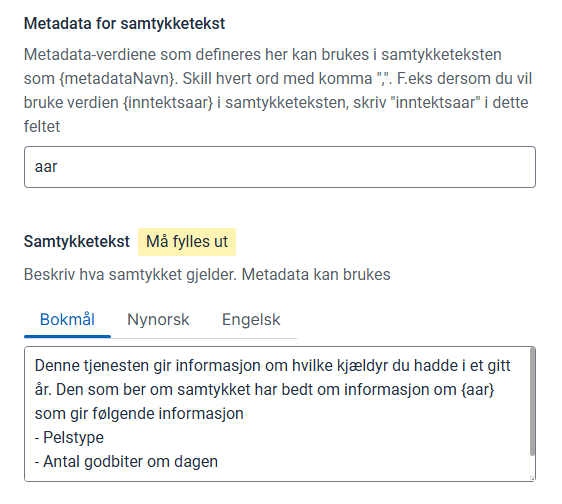 Metadata for samtykketekst
Metadata-verdiene som defineres her kan brukes i samtykketeksten
som {metadataNavn}. Skill hvert ord med komma ",". F.eks dersom du vil
bruke verdien {inntektsaar} i samtykketeksten, skriv "inntektsaar" i dette
feltet
aar
Samtykketekst Må fylles ut
Beskriv hva samtykket gjelder. Metadata kan brukes
Bokmål Nynorsk Engelsk
Denne tjenesten gir informasjon om hvilke kjældyr du hadde i et gitt
år. Den som ber om samtykket har bedt om informasjon om {aar}
som gir følgende informasjon
- Pelstype
- Antal godbiter om dagen